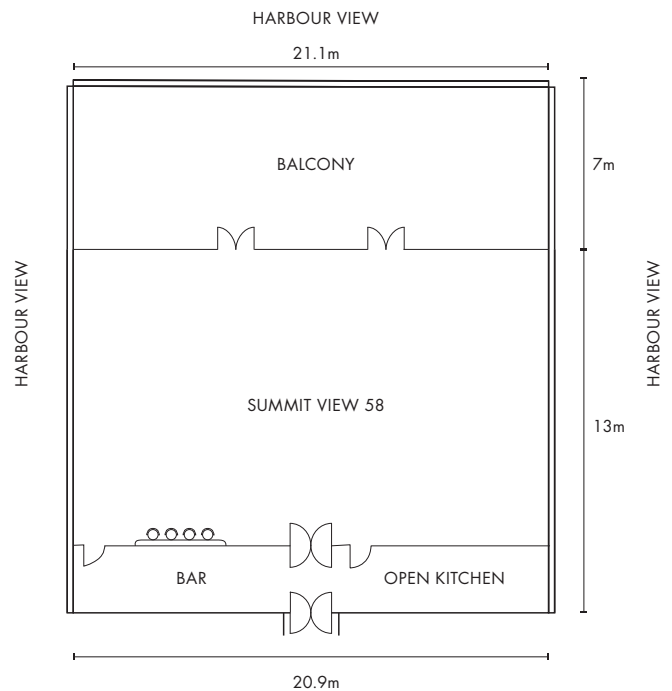 HARBOUR VIEW
21.1m
BALCONY
7m
HARBOUR VIEW
HARBOUR VIEW
SUMMIT VIEW 58
13m
BAR
OPEN KITCHEN
20.9m